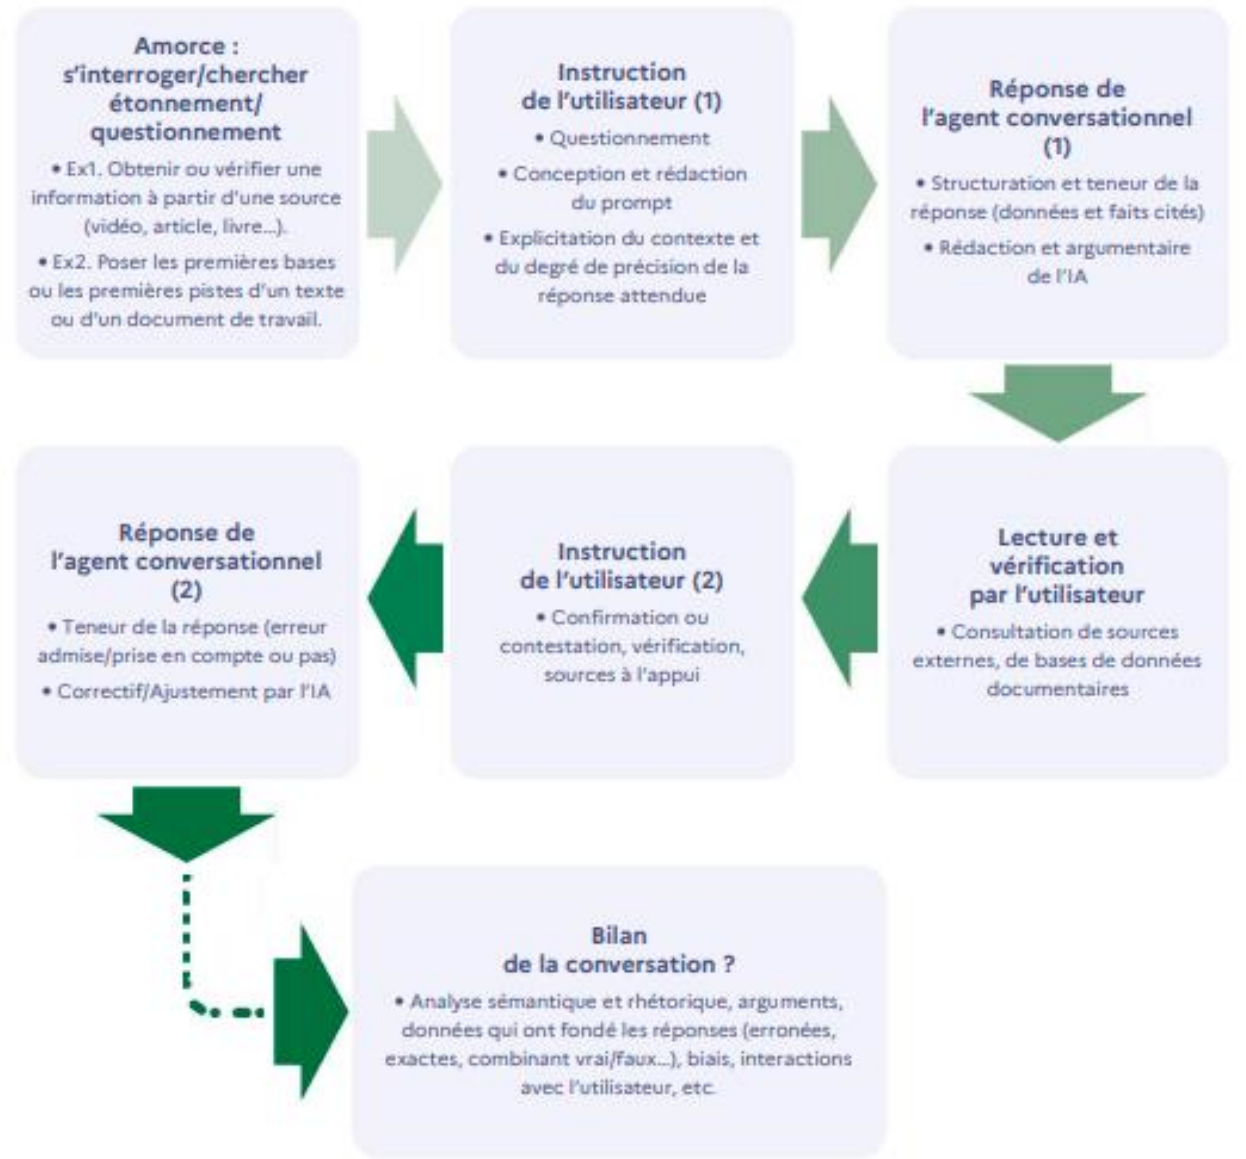 Amorce :
s'interroger/chercher
étonnement/
questionnement
• Ex1. Obtenir ou vérifier une
information à partir d'une source
(vidéo, article, livre…).
• Ex2. Poser les premières bases
ou les premières pistes d'un texte
ou d'un document de travail.
Instruction
de l'utilisateur (1)
• Questionnement
• Conception et rédaction
du prompt
• Explicitation du contexte et
du degré de précision de la
réponse attendue
Réponse de
l'agent conversationnel
(1)
• Structuration et teneur de la
réponse (données et faits cités)
• Rédaction et argumentaire
de l'IA
Lecture et
vérification
par l'utilisateur
• Consultation de sources
externes, de bases de données
documentaires
Instruction
de l'utilisateur (2)
• Confirmation ou
contestation, vérification,
sources à l'appui
Réponse de
l'agent conversationnel
(2)
• Teneur de la réponse (erreur
admise/prise en compte ou pas)
• Correctif/Ajustement par l'IA
Bilan
de la conversation ?
• Analyse sémantique et rhétorique, arguments,
données qui ont fondé les réponses (erronées,
exactes, combinant vrai/faux…), biais, interactions
avec l'utilisateur, etc.